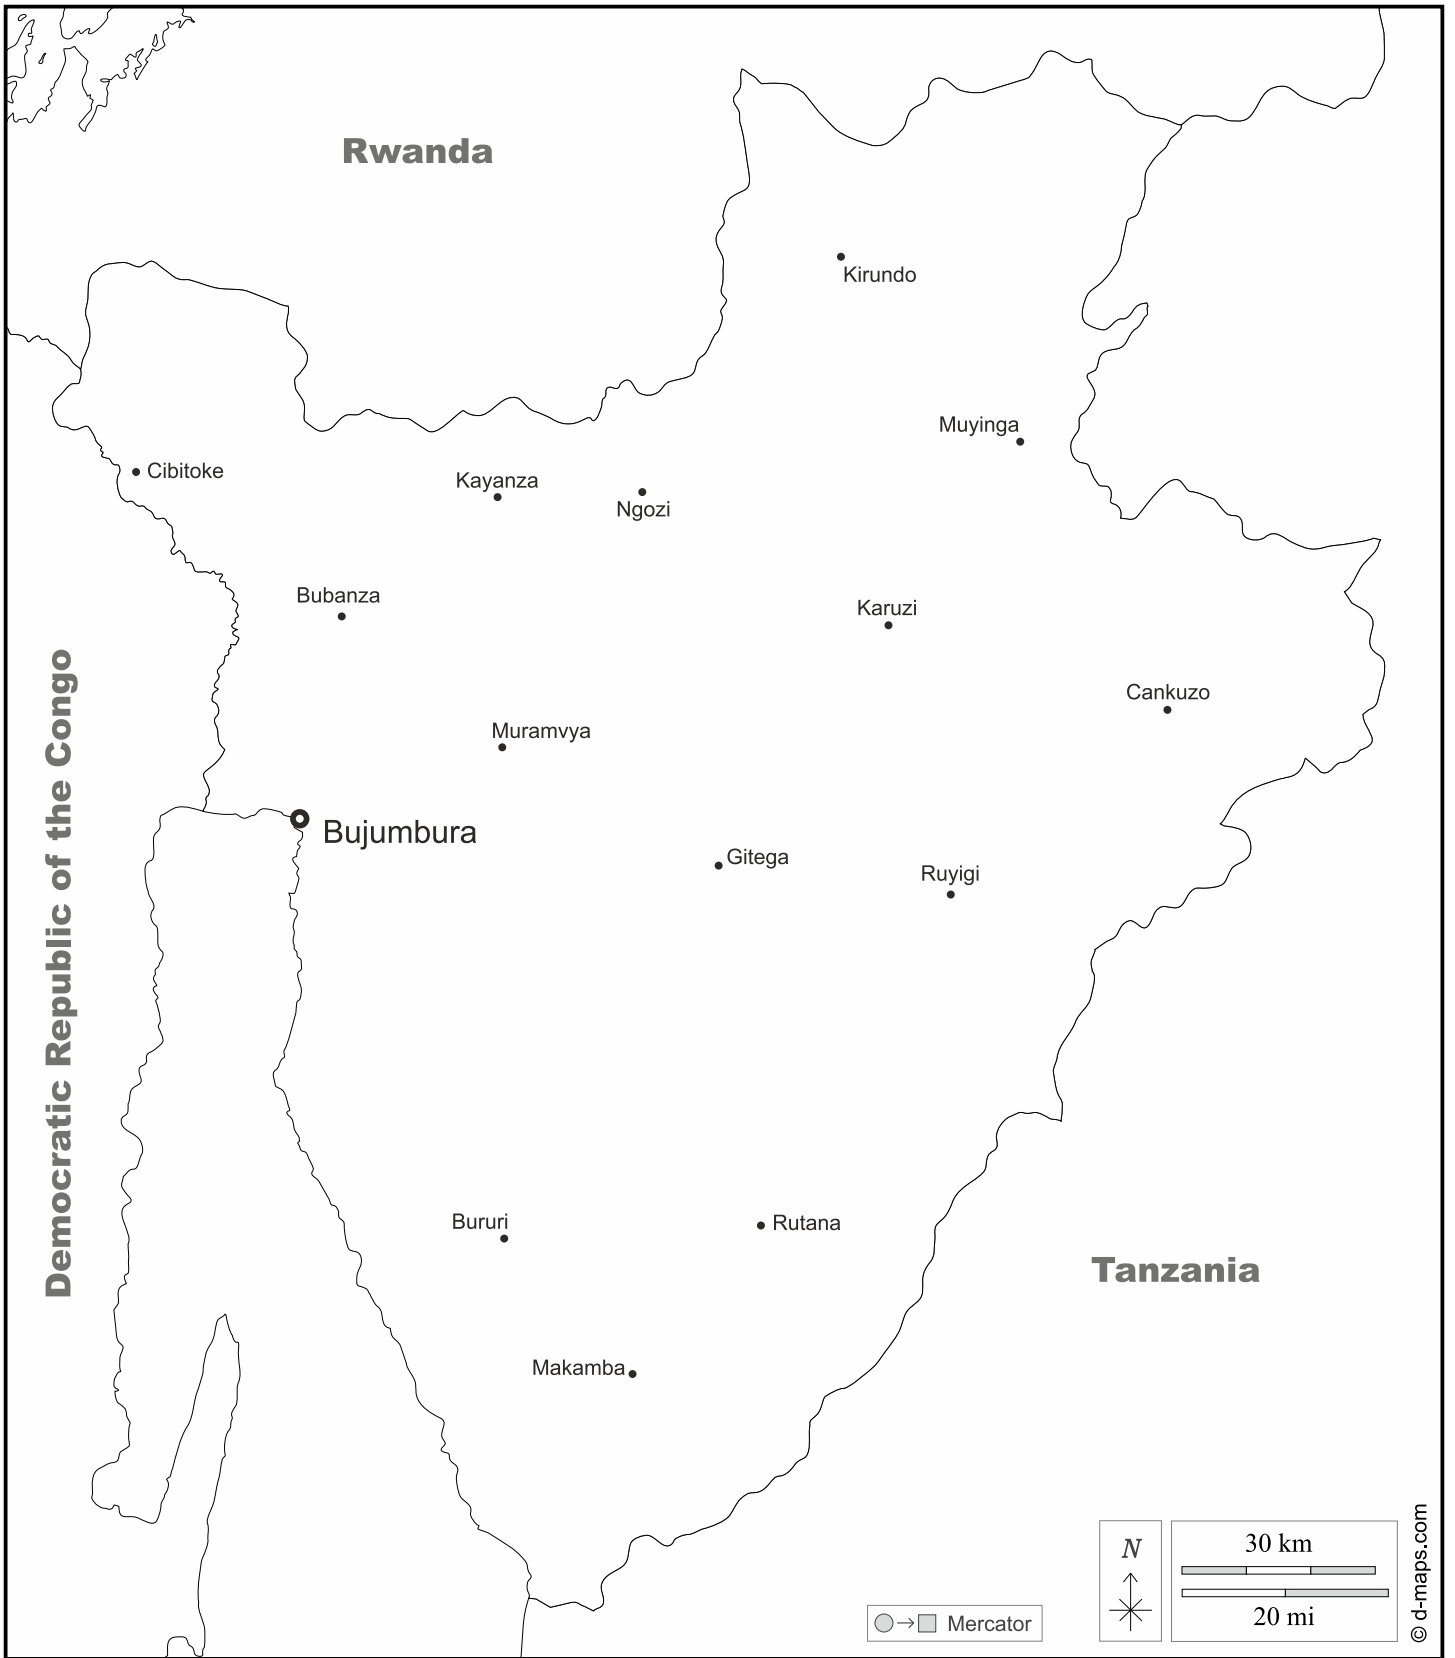 Rwanda
Kirundo
Muyinga
Cibitoke
Kayanza
Ngozi
Bubanza
Karuzi
Cankuzo
Muramvya
Democratic Republic of the Congo
Bujumbura
Gitega
Ruyigi
Bururi
Rutana
Tanzania
Makamba
N
30 km
20 mi
Mercator
© d-maps.com